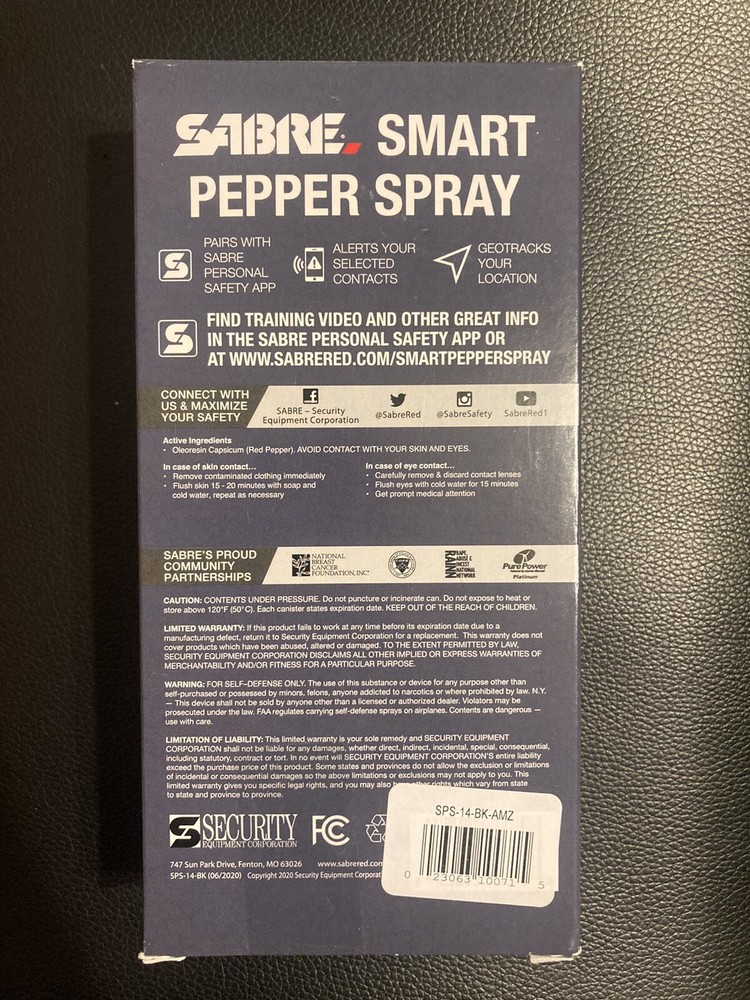 SABRE. SMART
PEPPER SPRAY
PAIRS WITH
SABRE
PERSONAL
SAFETY APP
ALERTS YOUR
SELECTED
CONTACTS
GEOTRACKS
YOUR
LOCATION
FIND TRAINING VIDEO AND OTHER GREAT INFO
IN THE SABRE PERSONAL SAFETY APP OR
AT WWW.SABRERED.COM/SMARTPEPPERSPRAY
CONNECT WITH
US & MAXIMIZE
YOUR SAFETY
SABRE – Security
Equipment Corporation
@SabreRed
@SabreSafety
SabreRed1
Active Ingredients
• Oleoresin Capsicum (Red Pepper). AVOID CONTACT WITH YOUR SKIN AND EYES.
In case of skin contact...
• Remove contaminated clothing immediately
• Flush skin 15 - 20 minutes with soap and
cold water, repeat as necessary
In case of eye contact...
• Carefully remove & discard contact lenses
• Flush eyes with cold water for 15 minutes
• Get prompt medical attention
SABRE'S PROUD
COMMUNITY
PARTNERSHIPS
NATIONAL
BREAST
CANCER
FOUNDATION, INC.
RAINN
RAPE,
ABUSE &
INCEST
NATIONAL
NETWORK
PurePower
Platinum
CAUTION: CONTENTS UNDER PRESSURE. Do not puncture or incinerate can. Do not expose to heat or
store above 120°F (50°C). Each canister states expiration date. KEEP OUT OF THE REACH OF CHILDREN.
LIMITED WARRANTY: If this product fails to work at any time before its expiration date due to a
manufacturing defect, return it to Security Equipment Corporation for a replacement. This warranty does not
cover products which have been abused, altered or damaged. TO THE EXTENT PERMITTED BY LAW,
SECURITY EQUIPMENT CORPORATION DISCLAIMS ALL OTHER IMPLIED OR EXPRESS WARRANTIES OF
MERCHANTABILITY AND/OR FITNESS FOR A PARTICULAR PURPOSE.
WARNING: FOR SELF–DEFENSE ONLY. The use of this substance or device for any purpose other than
self-purchased or possessed by minors, felons, anyone addicted to narcotics or where prohibited by law. N.Y.
— This device shall not be sold by anyone other than a licensed or authorized dealer. Violators may be
prosecuted under the law. FAA regulates carrying self-defense sprays on airplanes. Contents are dangerous —
use with care.
LIMITATION OF LIABILITY: This limited warranty is your sole remedy and SECURITY EQUIPMENT
CORPORATION shall not be liable for any damages, whether direct, indirect, incidental, special, consequential,
including statutory, contract or tort. In no event will SECURITY EQUIPMENT CORPORATION'S entire liability
exceed the purchase price of this product. Some states and provinces do not allow the exclusion or limitations
of incidental or consequential damages so the above limitations or exclusions may not apply to you. This
limited warranty gives you specific legal rights, and you may also have other rights which vary from state
to state and province to province.
S SECURITY
EQUIPMENT CORPORATION
FC
747 Sun Park Drive, Fenton, MO 63026 www.sabrered.com
SPS-14-BK (06/2020) Copyright 2020 Security Equipment Corporat
SPS-14-BK-AMZ
0 23063 10071 5